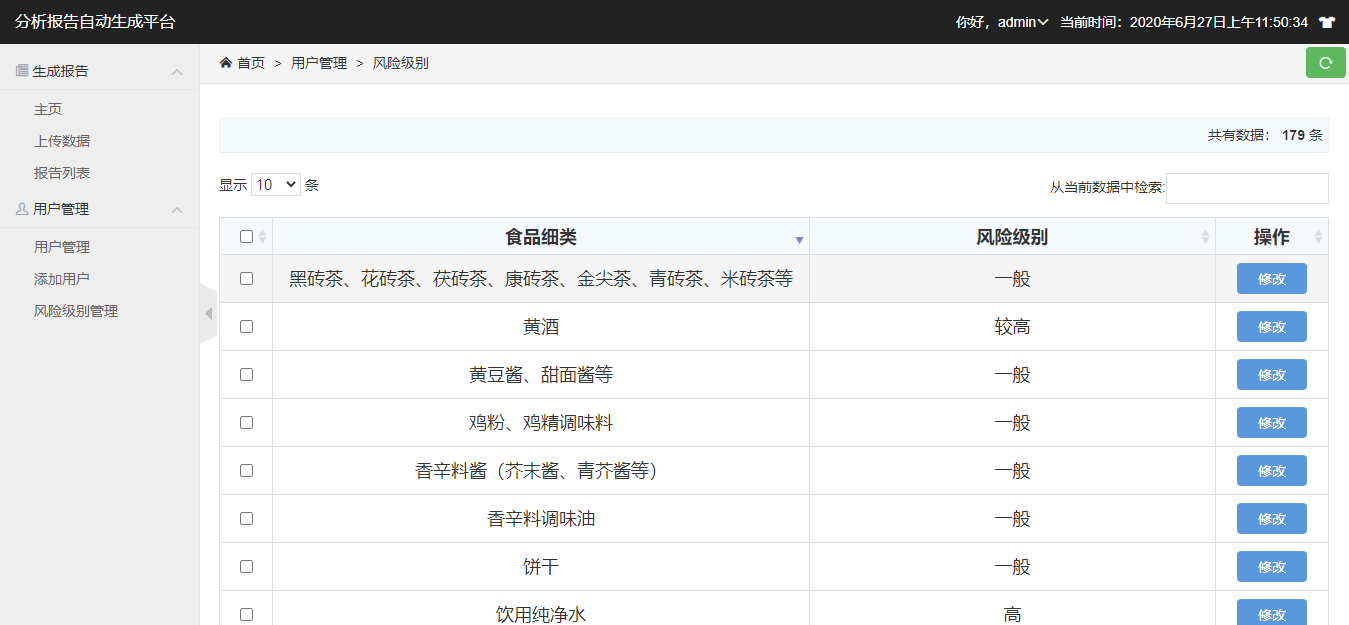 分析报告自动生成平台
你好，admin 当前时间：2020年6月27日上午11:50:34
生成报告
主页
上传数据
报告列表
用户管理
用户管理
添加用户
风险级别管理
首页 > 用户管理 > 风险级别
共有数据： 179 条
显示 10 条
从当前数据中检索:
食品细类 风险级别 操作
黑砖茶、花砖茶、茯砖茶、康砖茶、金尖茶、青砖茶、米砖茶等 一般 修改
黄酒 较高 修改
黄豆酱、甜面酱等 一般 修改
鸡粉、鸡精调味料 一般 修改
香辛料酱（芥末酱、青芥酱等） 一般 修改
香辛料调味油 一般 修改
饼干 一般 修改
饮用纯净水 高 修改